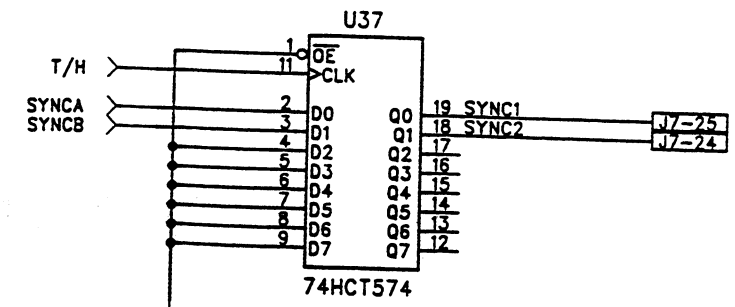 U37
1 OE
T/H 11 CLK
SYNCA 2 D0 Q0 19 SYNC1 J7-25
SYNCB 3 D1 Q1 18 SYNC2 J7-24
4 D2 Q2 17
5 D3 Q3 16
6 D4 Q4 15
7 D5 Q5 14
8 D6 Q6 13
9 D7 Q7 12
74HCT574